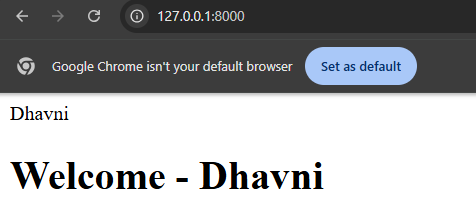 127.0.0.1:8000
Google Chrome isn't your default browser Set as default
Dhavni
Welcome - Dhavni